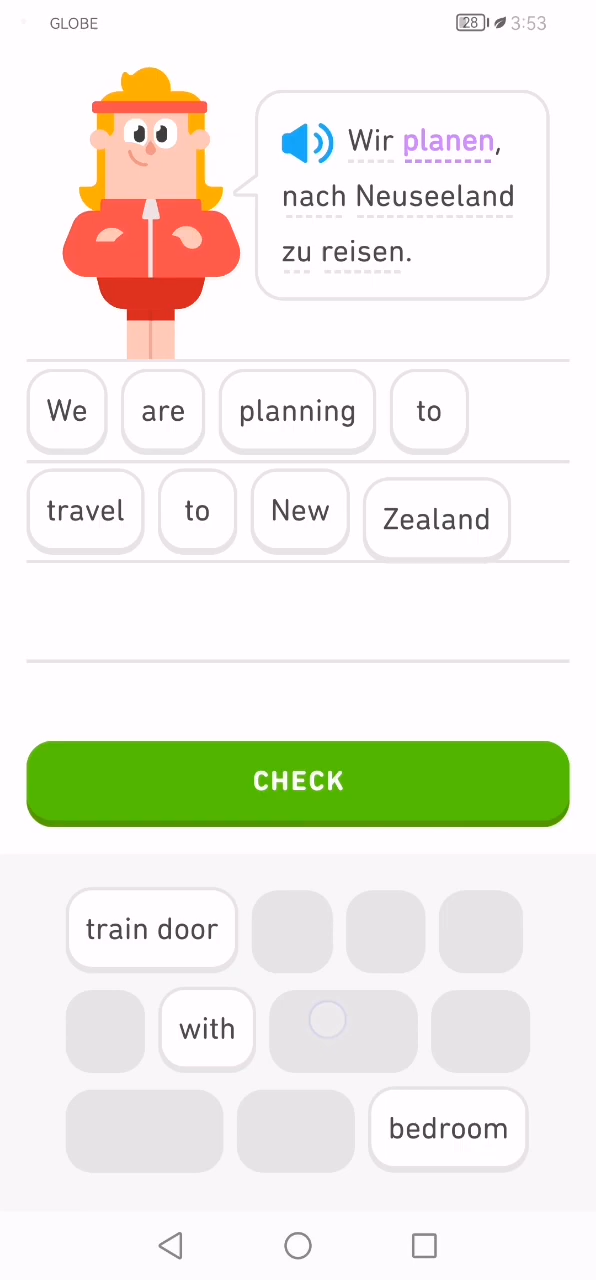 GLOBE 28 3:53
Wir planen,
nach Neuseeland
zu reisen.
We are planning to
travel to New Zealand
CHECK
train door
with
bedroom